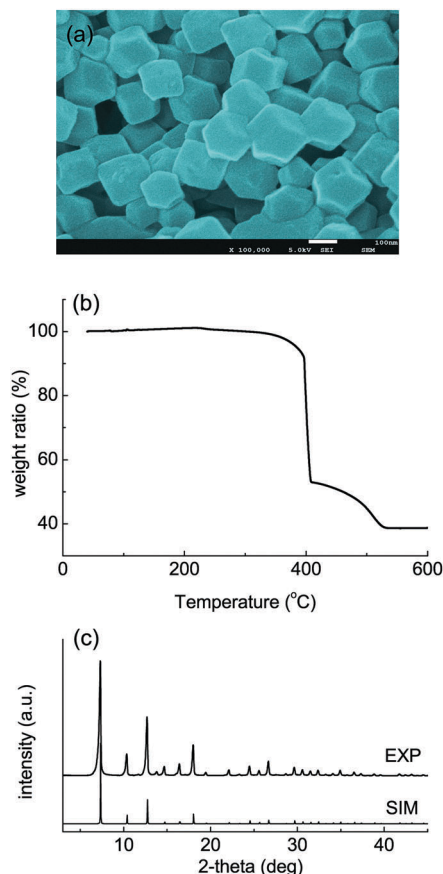 (a)
X 100,000 5.0kV SEI SEM 100nm
(b)
100
80
60
40
0 200 400 600
weight ratio (%)
Temperature (°C)
(c)
EXP
SIM
intensity (a.u.)
10 20 30 40
2-theta (deg)